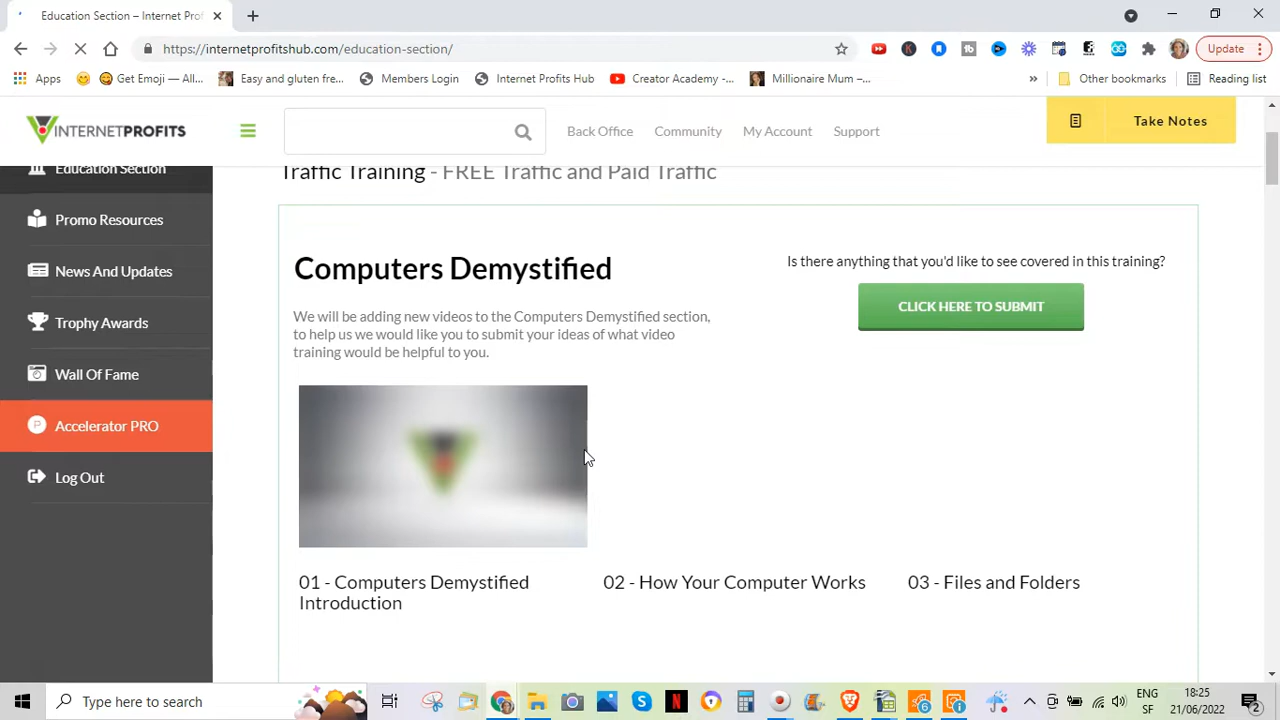 Education Section – Internet Prof
https://internetprofitshub.com/education-section/
Update
Apps
Get Emoji — All...
Easy and gluten fre...
Members Login
Internet Profits Hub
Creator Academy -...
Millionaire Mum –...
»
Other bookmarks
Reading list
INTERNETPROFITS
Back Office
Community
My Account
Support
Take Notes
Education Section
Promo Resources
News And Updates
Trophy Awards
Wall Of Fame
P Accelerator PRO
Log Out
Traffic Training - FREE Traffic and Paid Traffic
Computers Demystified
We will be adding new videos to the Computers Demystified section,
to help us we would like you to submit your ideas of what video
training would be helpful to you.
Is there anything that you'd like to see covered in this training?
CLICK HERE TO SUBMIT
01 - Computers Demystified
Introduction
02 - How Your Computer Works
03 - Files and Folders
Type here to search
ENG
SF
18:25
21/06/2022
2